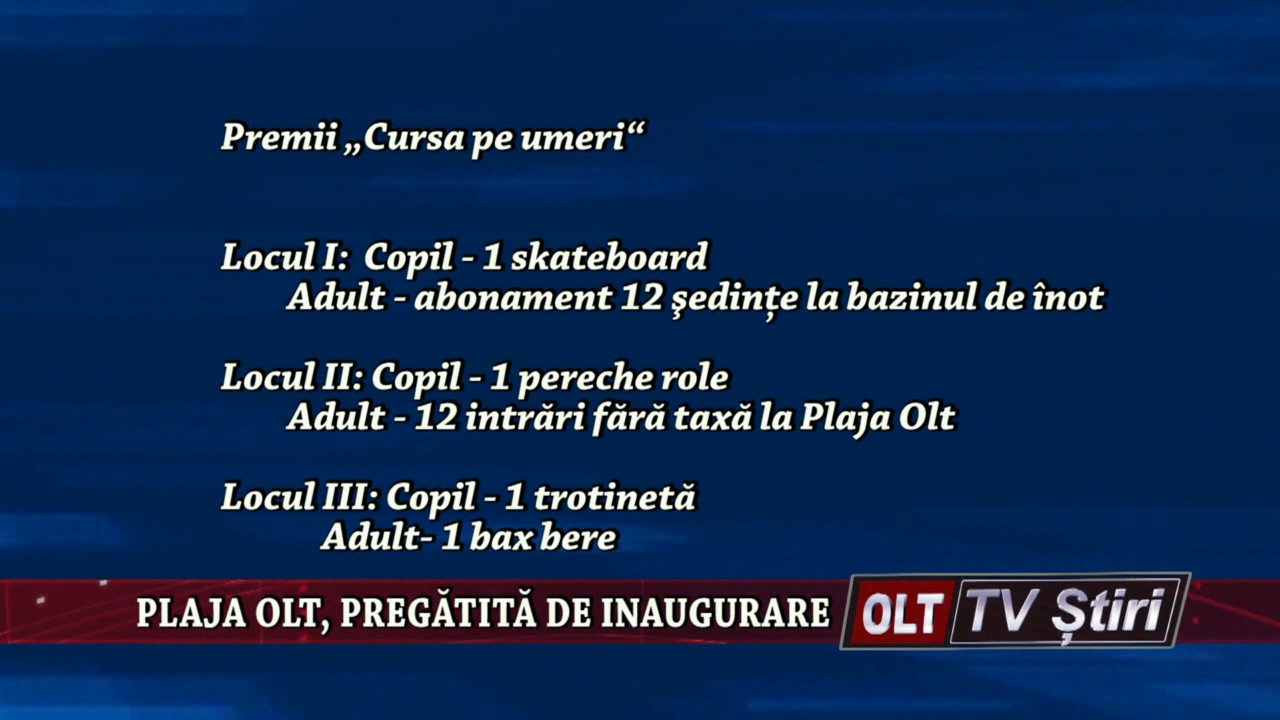 Premii „Cursa pe umeri“
Locul I: Copil - 1 skateboard
Adult - abonament 12 şedințe la bazinul de înot
Locul II: Copil - 1 pereche role
Adult - 12 intrări fără taxă la Plaja Olt
Locul III: Copil - 1 trotinetă
Adult- 1 bax bere
PLAJA OLT, PREGĂTITĂ DE INAUGURARE
OLT TV Știri